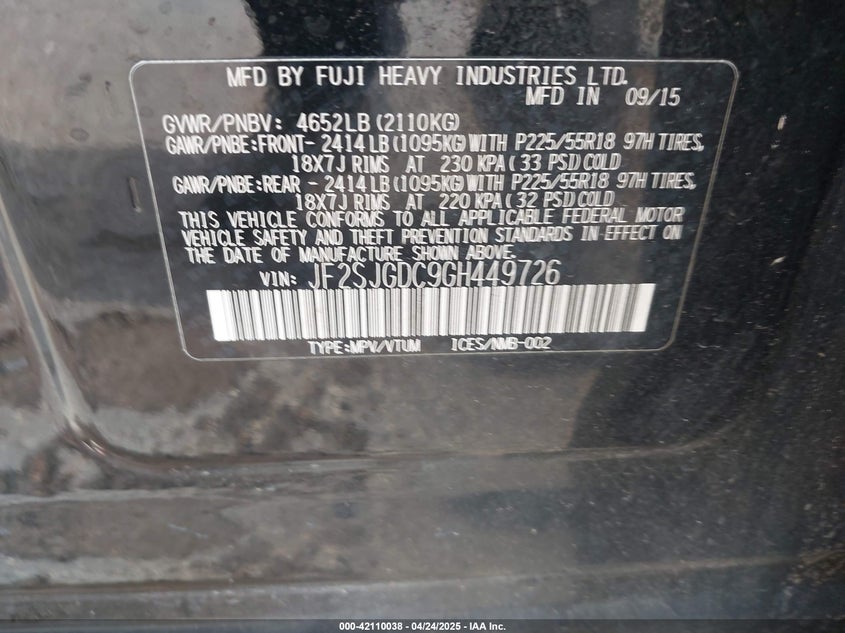 MFD BY FUJI HEAVY INDUSTRIES LTD.
MFD IN 09/15
GVWR/PNBV: 4652LB(2110KG)
GAWR/PNBE:FRONT- 2414LB(1095KG)WITH P225/55R18 97H TIRES,
18X7J RIMS AT 230 KPA(33 PSI)COLD
GAWR/PNBE:REAR - 2414LB(1095KG)WITH P225/55R18 97H TIRES,
18X7J RIMS AT 220 KPA(32 PSI)COLD
THIS VEHICLE CONFORMS TO ALL APPLICABLE FEDERAL MOTOR
VEHICLE SAFETY AND THEFT PREVENTION STANDARDS IN EFFECT ON
THE DATE OF MANUFACTURE SHOWN ABOVE.
VIN: JF2SJGDC9GH449726
TYPE:MPV/VTUM ICES/NMB-002
000-42110038 - 04/24/2025 - IAA Inc.